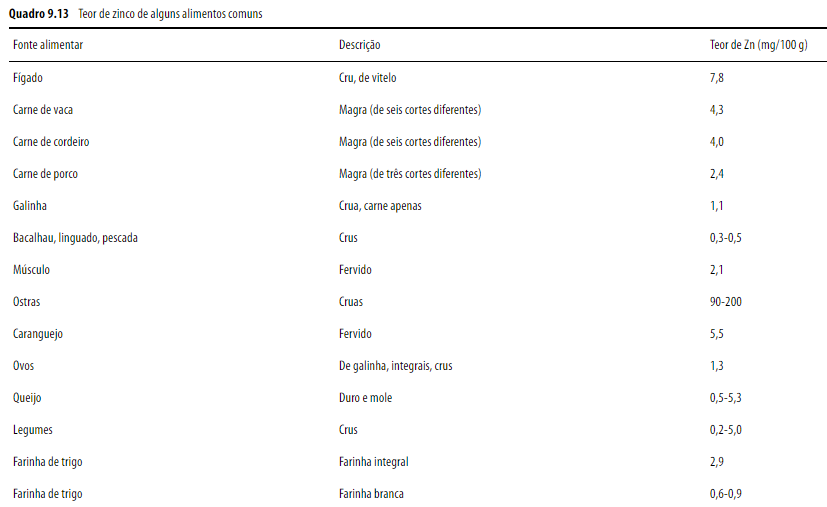 Quadro 9.13 Teor de zinco de alguns alimentos comuns
Fonte alimentar Descrição Teor de Zn (mg/100 g)
Fígado Cru, de vitelo 7,8
Carne de vaca Magra (de seis cortes diferentes) 4,3
Carne de cordeiro Magra (de seis cortes diferentes) 4,0
Carne de porco Magra (de três cortes diferentes) 2,4
Galinha Crua, carne apenas 1,1
Bacalhau, linguado, pescada Crus 0,3-0,5
Músculo Fervido 2,1
Ostras Cruas 90-200
Caranguejo Fervido 5,5
Ovos De galinha, integrais, crus 1,3
Queijo Duro e mole 0,5-5,3
Legumes Crus 0,2-5,0
Farinha de trigo Farinha integral 2,9
Farinha de trigo Farinha branca 0,6-0,9